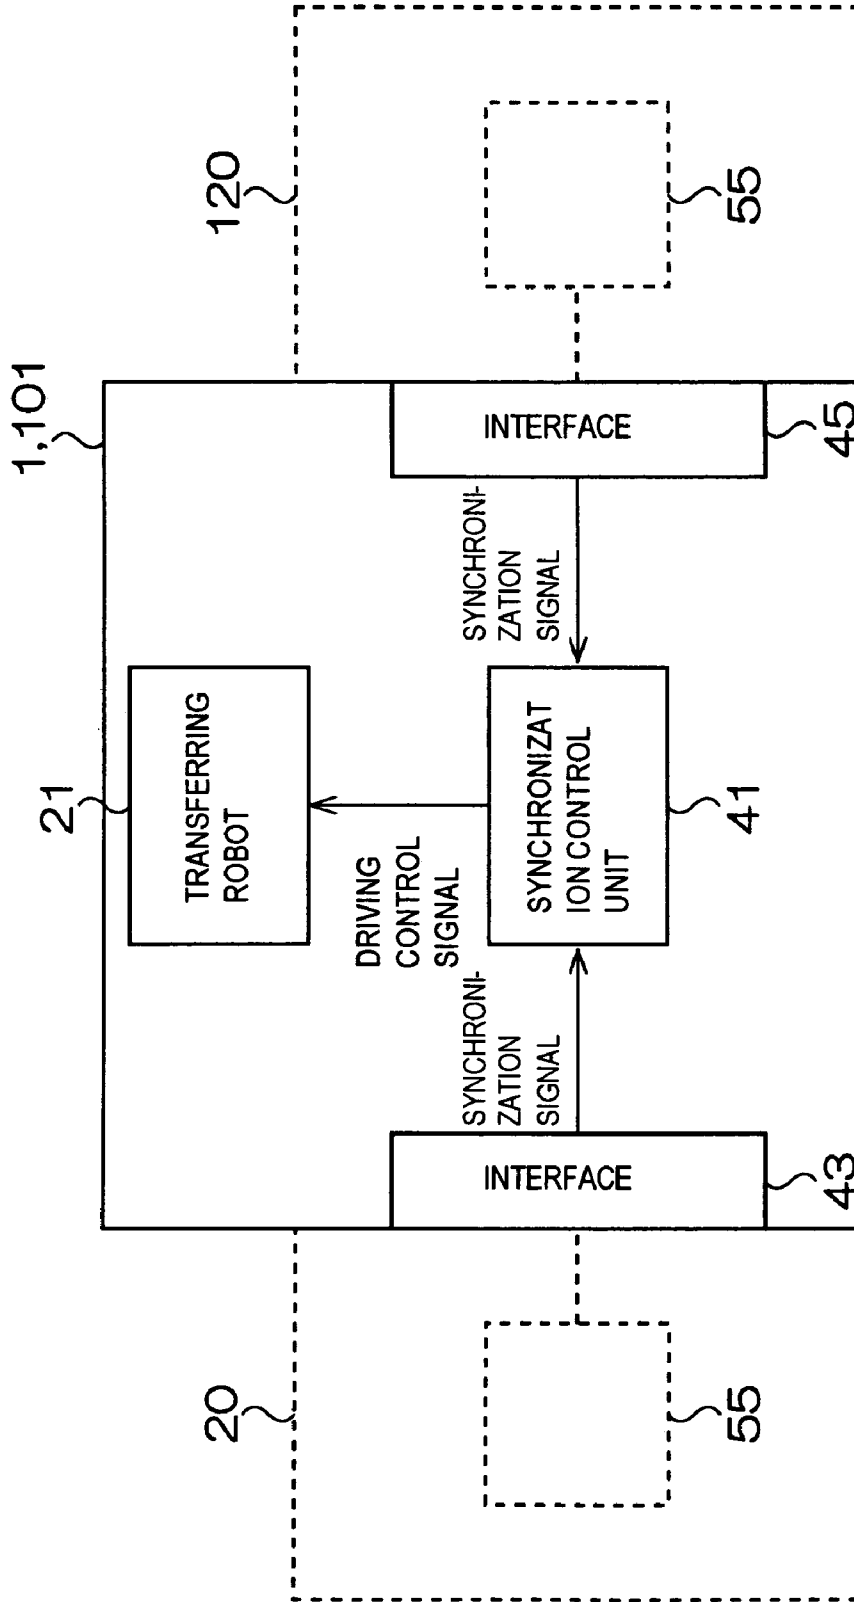 1,101
120
20
21
TRANSFERRING
ROBOT
DRIVING
CONTROL
SIGNAL
SYNCHRONI-
ZATION
SIGNAL
SYNCHRONI-
ZATION
SIGNAL
INTERFACE
SYNCHRONIZAT
ION CONTROL
UNIT
INTERFACE
55
43
41
45
55